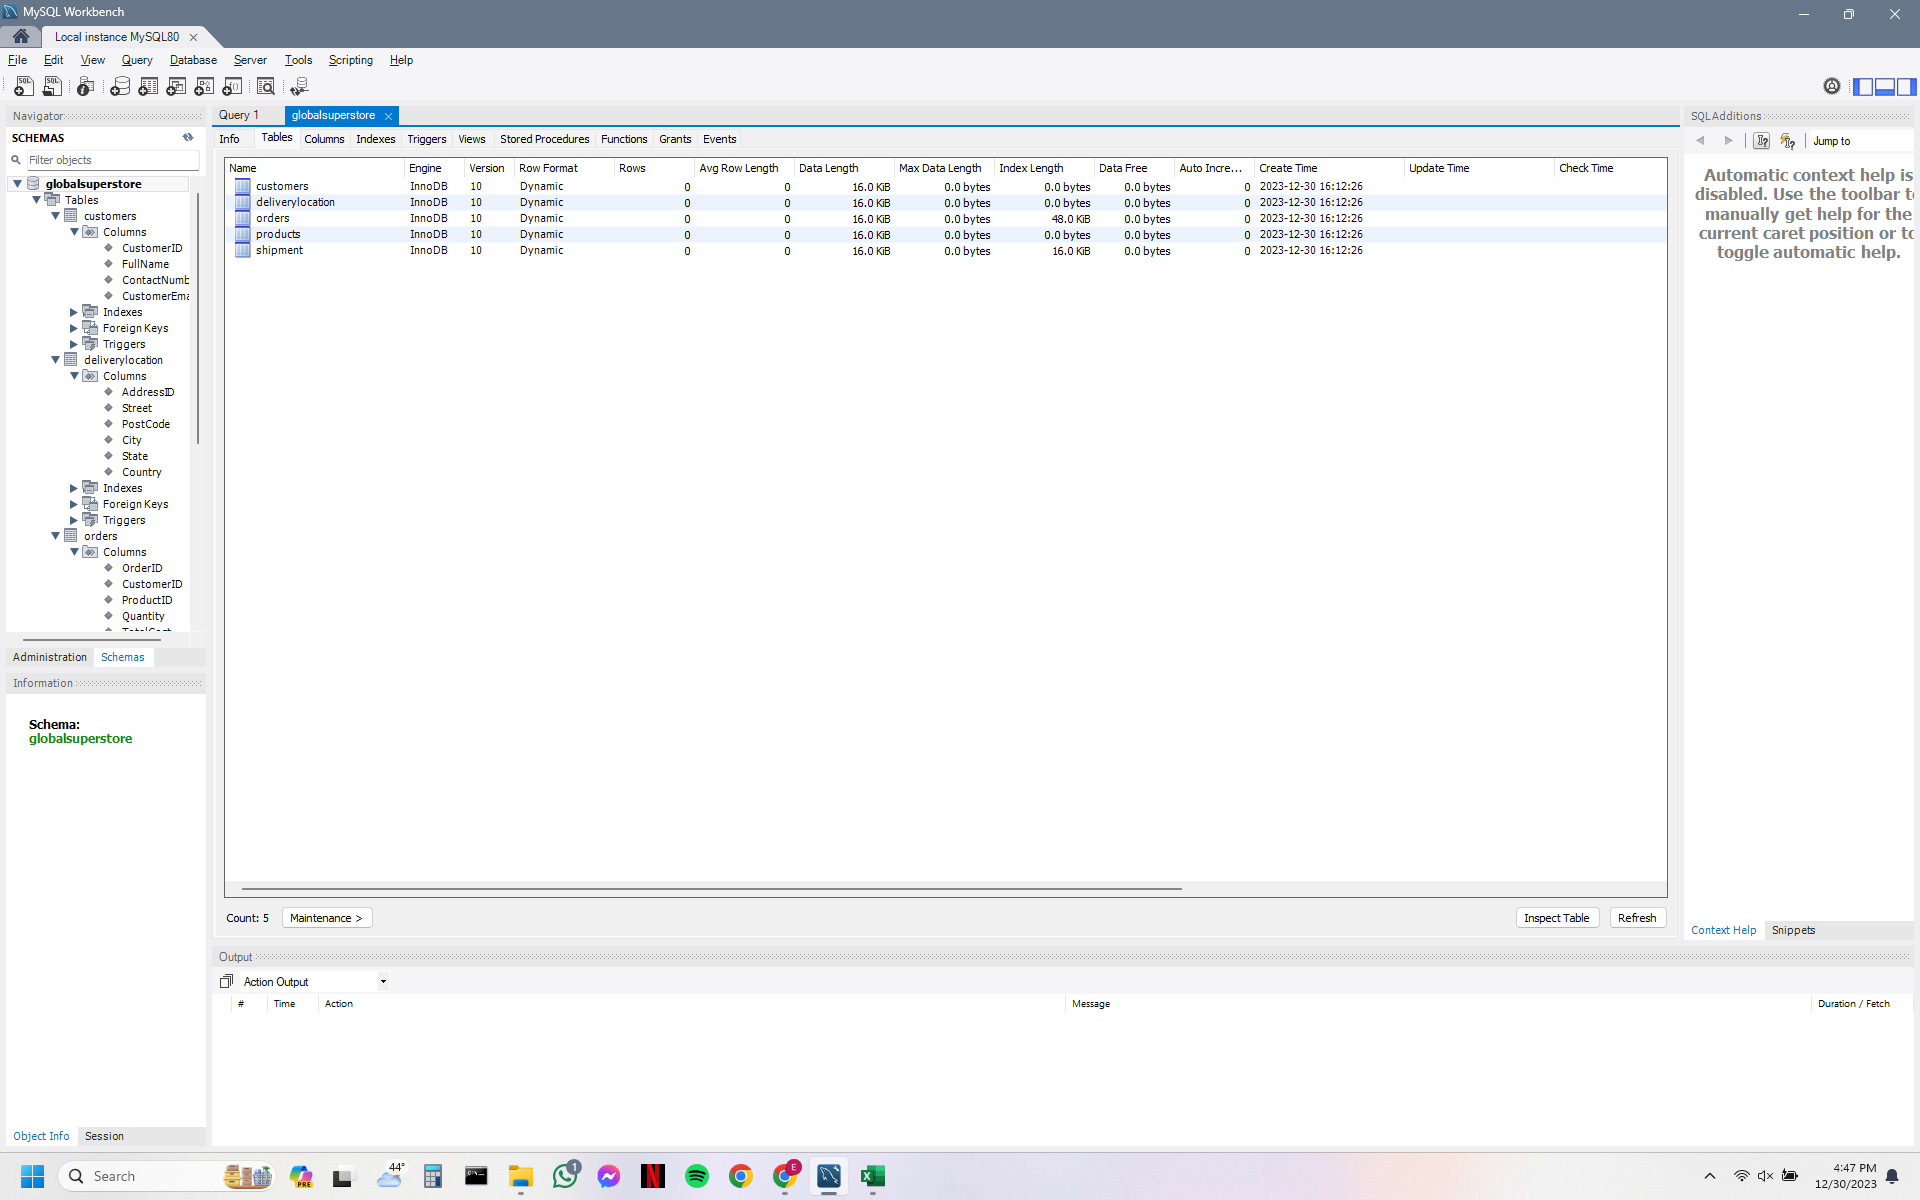 MySQL Workbench
Local instance MySQL80
File Edit View Query Database Server Tools Scripting Help
Navigator
SCHEMAS
Filter objects
globalsuperstore
Tables
customers
Columns
CustomerID
FullName
ContactNumb
CustomerEma
Indexes
Foreign Keys
Triggers
deliverylocation
Columns
AddressID
Street
PostCode
City
State
Country
Indexes
Foreign Keys
Triggers
orders
Columns
OrderID
CustomerID
ProductID
Quantity
TotalCost
Administration Schemas
Information
Schema:
globalsuperstore
Object Info Session
Query 1 globalsuperstore
Info Tables Columns Indexes Triggers Views Stored Procedures Functions Grants Events
Name Engine Version Row Format Rows Avg Row Length Data Length Max Data Length Index Length Data Free Auto Incre... Create Time Update Time Check Time
customers InnoDB 10 Dynamic 0 0 16.0 KiB 0.0 bytes 0.0 bytes 0.0 bytes 0 2023-12-30 16:12:26
deliverylocation InnoDB 10 Dynamic 0 0 16.0 KiB 0.0 bytes 0.0 bytes 0.0 bytes 0 2023-12-30 16:12:26
orders InnoDB 10 Dynamic 0 0 16.0 KiB 0.0 bytes 48.0 KiB 0.0 bytes 0 2023-12-30 16:12:26
products InnoDB 10 Dynamic 0 0 16.0 KiB 0.0 bytes 0.0 bytes 0.0 bytes 0 2023-12-30 16:12:26
shipment InnoDB 10 Dynamic 0 0 16.0 KiB 0.0 bytes 16.0 KiB 0.0 bytes 0 2023-12-30 16:12:26
Count: 5 Maintenance > Inspect Table Refresh
SQLAdditions
Jump to
Automatic context help is
disabled. Use the toolbar to
manually get help for the
current caret position or to
toggle automatic help.
Context Help Snippets
Output
Action Output
# Time Action Message Duration / Fetch
Search
PRE
44°
1
E
4:47 PM
12/30/2023